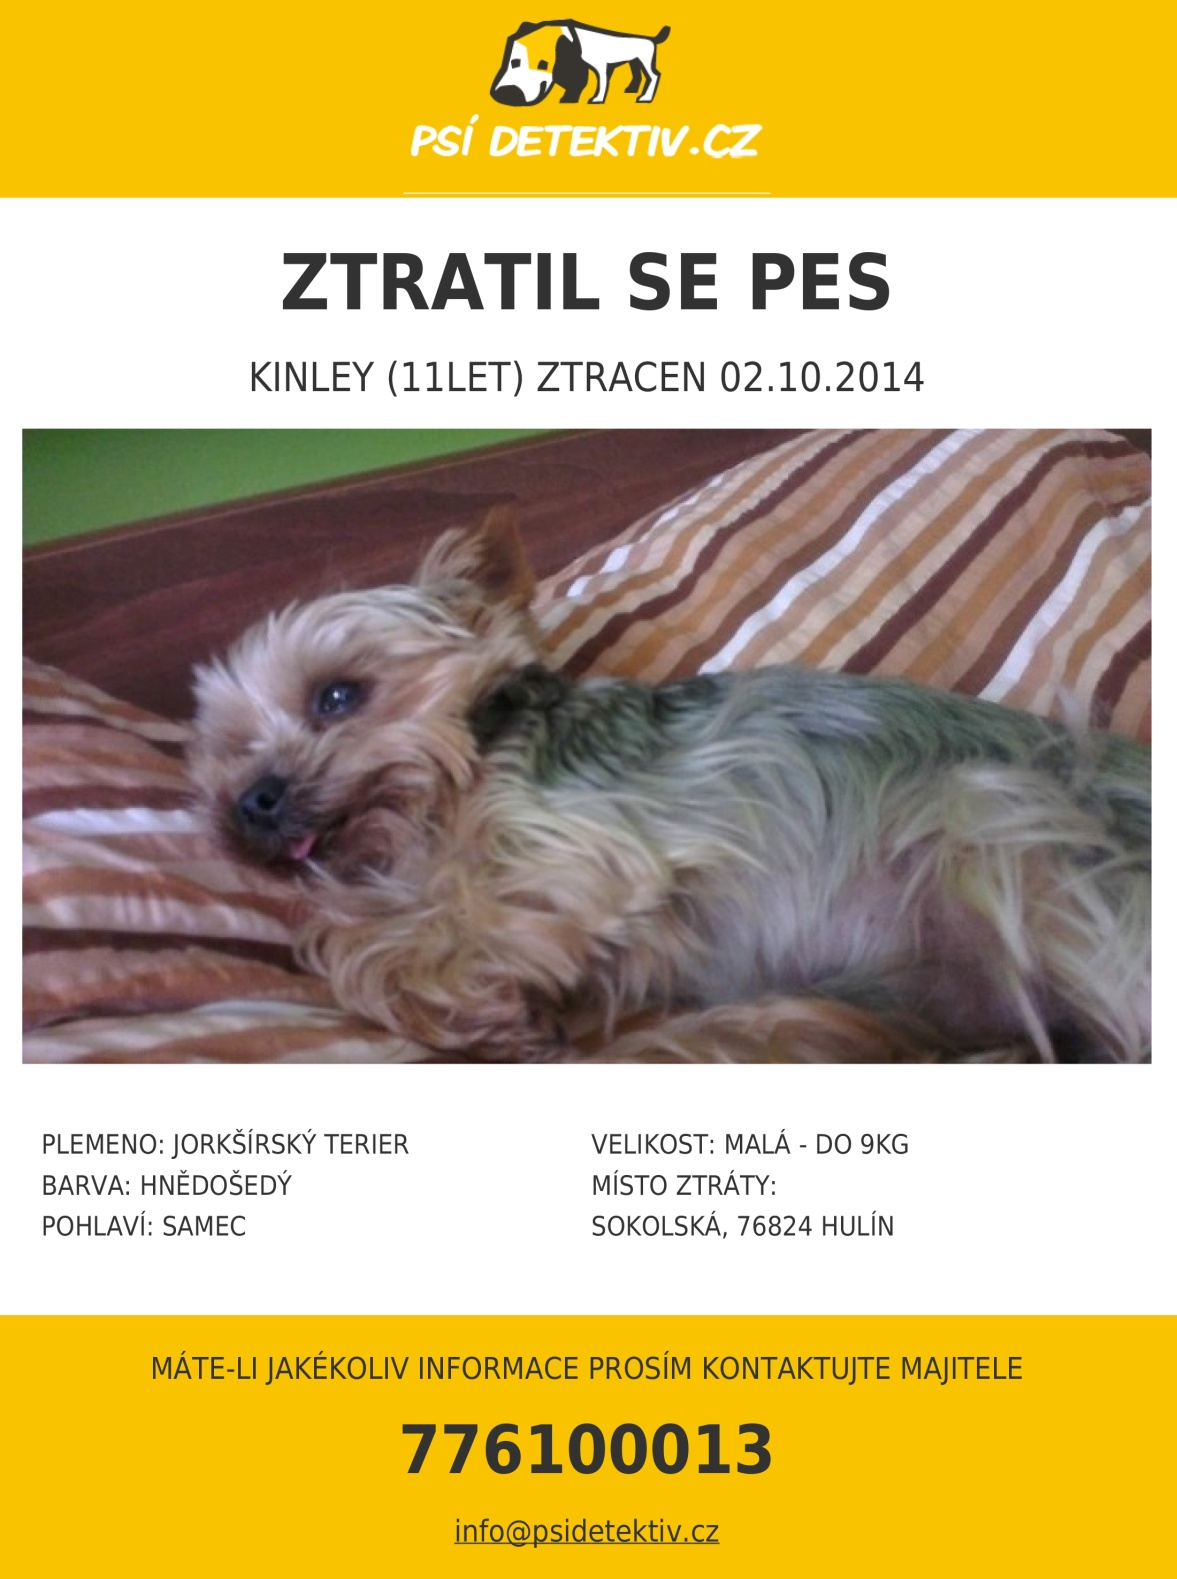 PSÍ DETEKTIV.CZ
ZTRATIL SE PES
KINLEY (11LET) ZTRACEN 02.10.2014
PLEMENO: JORKŠÍRSKÝ TERIER
BARVA: HNĚDOŠEDÝ
POHLAVÍ: SAMEC
VELIKOST: MALÁ - DO 9KG
MÍSTO ZTRÁTY:
SOKOLSKÁ, 76824 HULÍN
MÁTE-LI JAKÉKOLIV INFORMACE PROSÍM KONTAKTUJTE MAJITELE
776100013
info@psidetektiv.cz